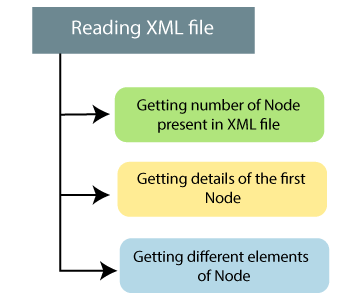 Reading XML file
Getting number of Node
present in XML file
Getting details of the first
Node
Getting different elements
of Node